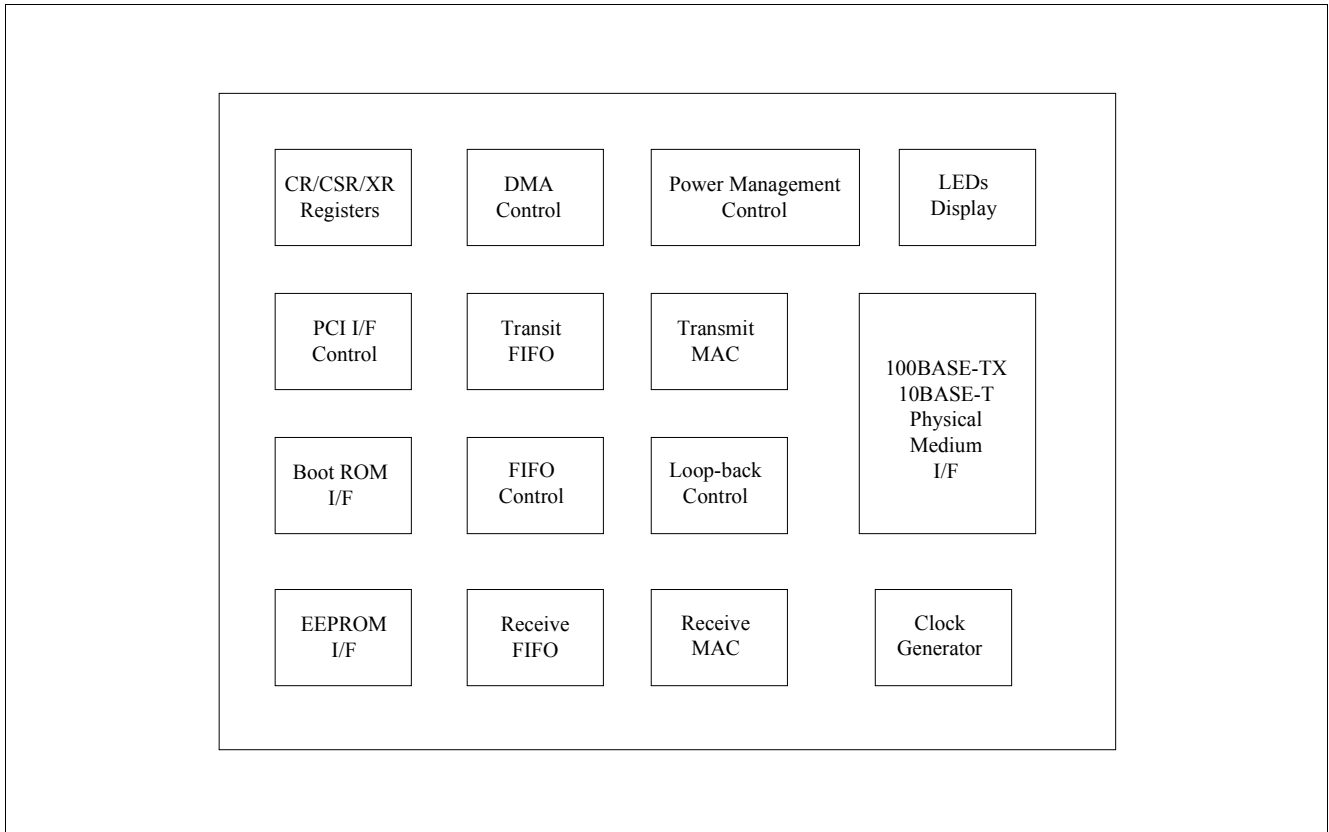 CR/CSR/XR
Registers
DMA
Control
Power Management
Control
LEDs
Display
PCI I/F
Control
Transit
FIFO
Transmit
MAC
100BASE-TX
10BASE-T
Physical
Medium
I/F
Boot ROM
I/F
FIFO
Control
Loop-back
Control
EEPROM
I/F
Receive
FIFO
Receive
MAC
Clock
Generator